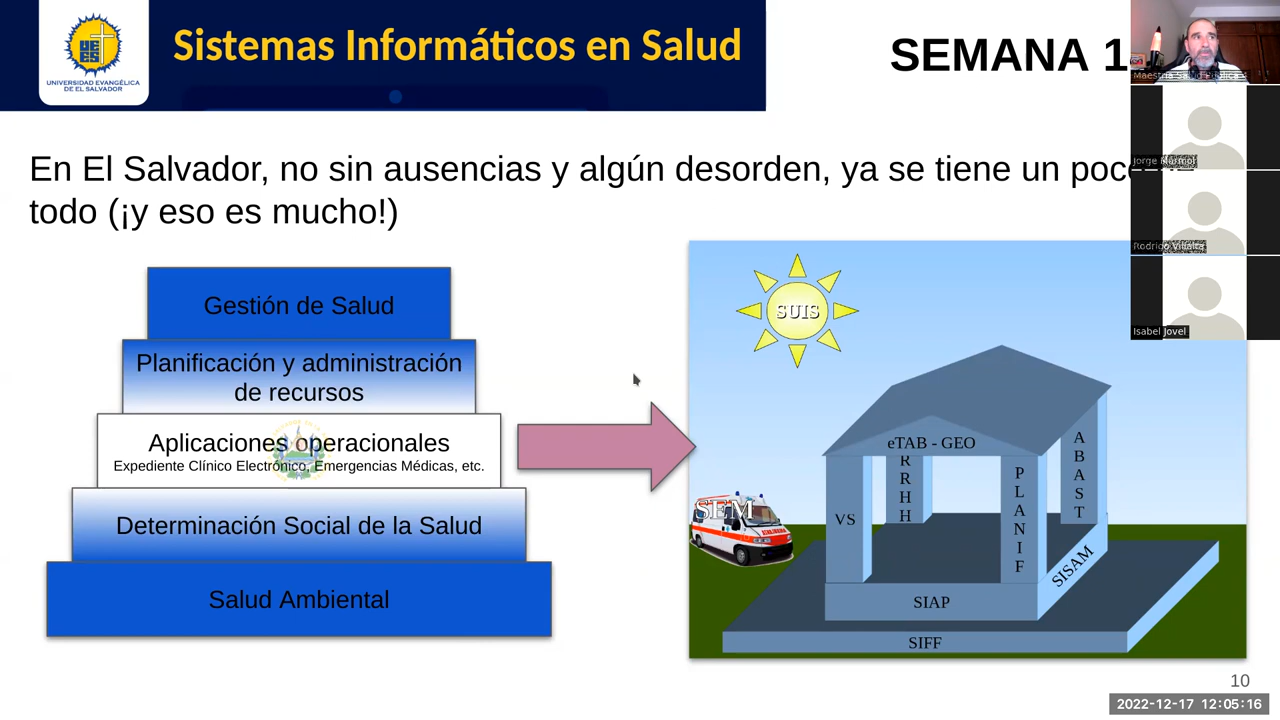 UNIVERSIDAD EVANGÉLICA
DE EL SALVADOR
Sistemas Informáticos en Salud
SEMANA 1
En El Salvador, no sin ausencias y algún desorden, ya se tiene un poco
todo (¡y eso es mucho!)
Gestión de Salud
Planificación y administración
de recursos
Aplicaciones operacionales
Expediente Clínico Electrónico, Emergencias Médicas, etc.
Determinación Social de la Salud
Salud Ambiental
SUIS
SEM
eTAB - GEO
VS
RRHH
PLANIF
ABAST
SISAM
SIAP
SIFF
Jorge Marmol
Isabel Jovel
10
2022-12-17 12:05:16